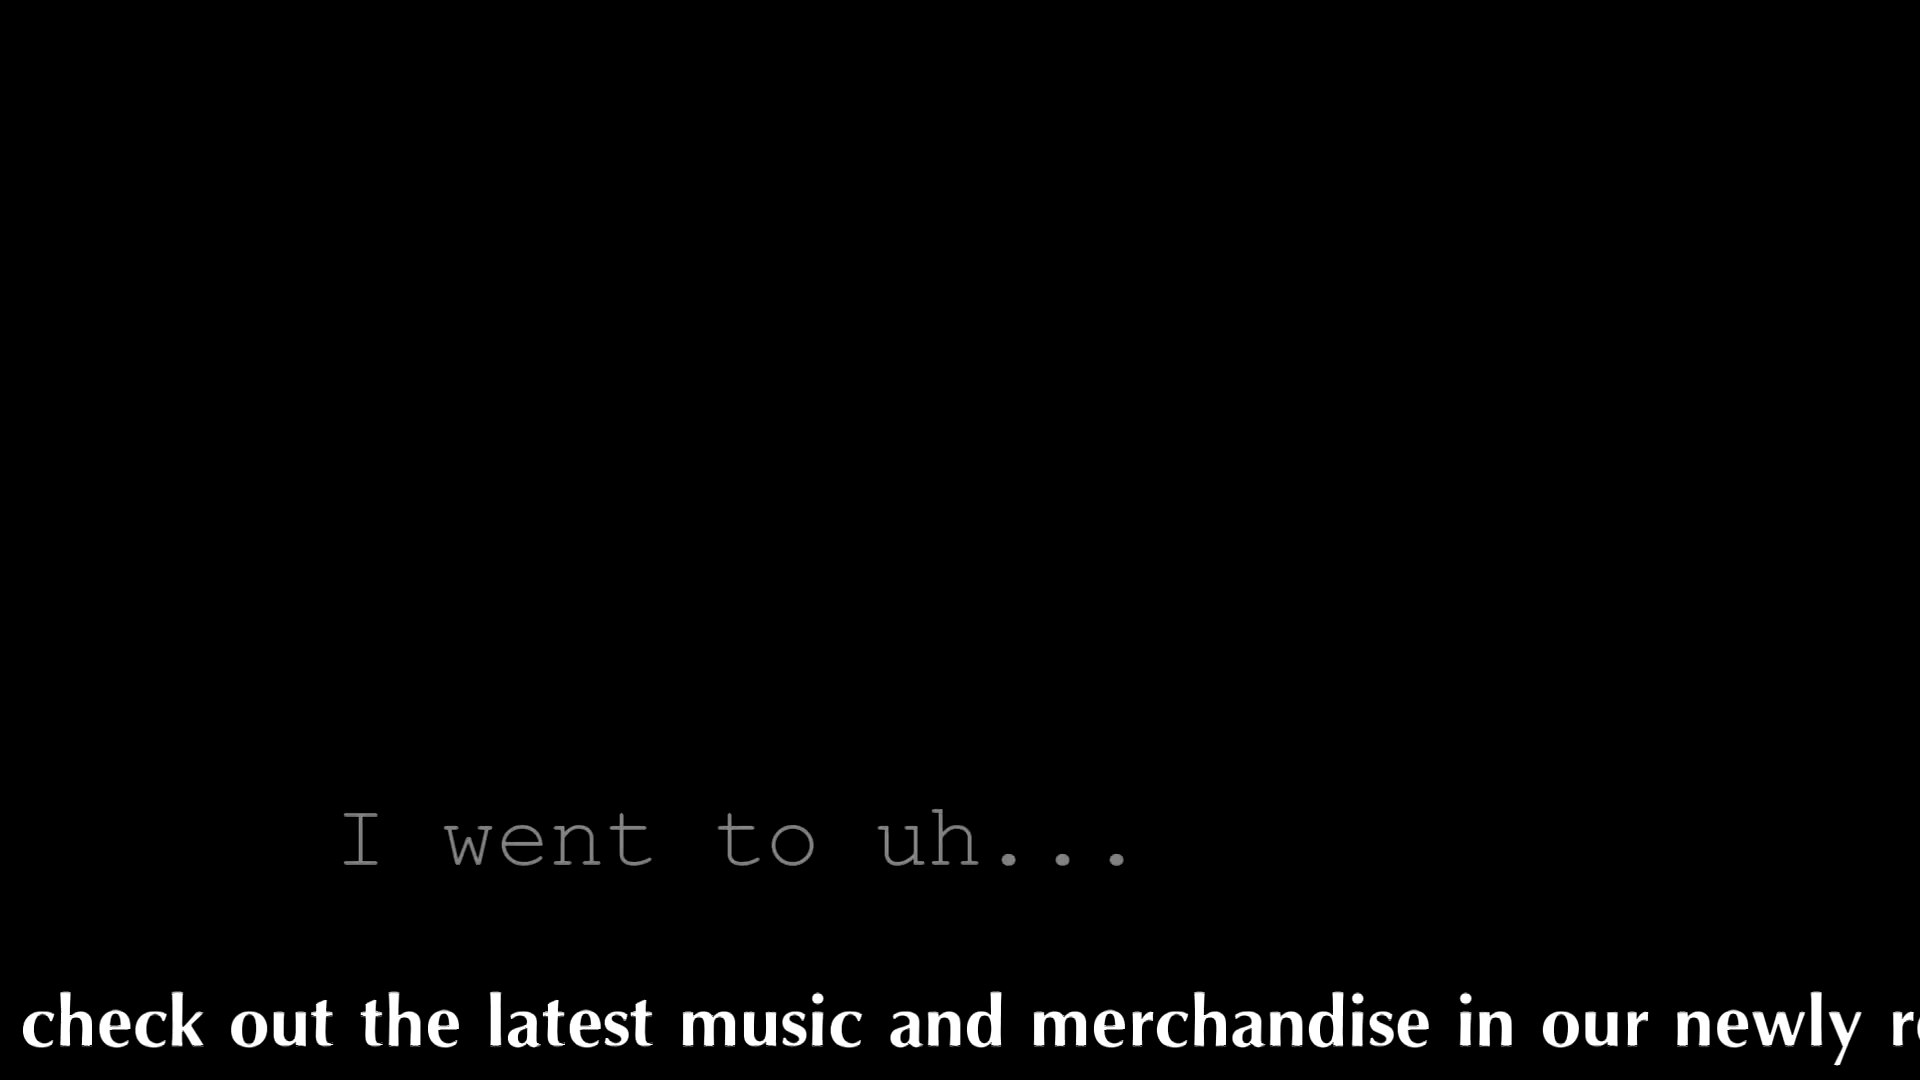 I went to uh...
check out the latest music and merchandise in our newly